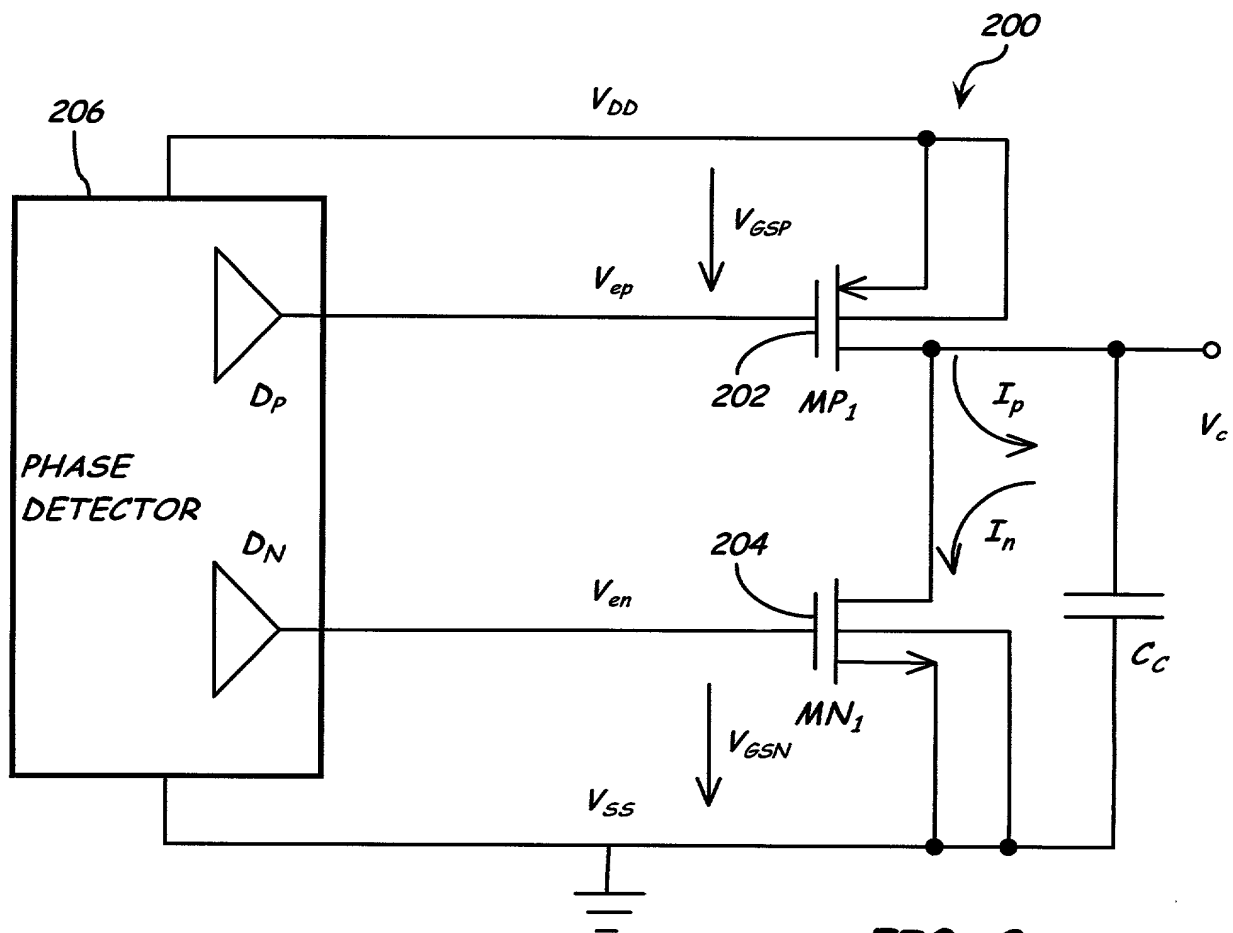 200
206
V_DD
V_GSP
V_ep
D_P
202
MP_1
I_p
V_c
PHASE
DETECTOR
D_N
204
I_n
V_en
C_C
MN_1
V_GSN
V_SS